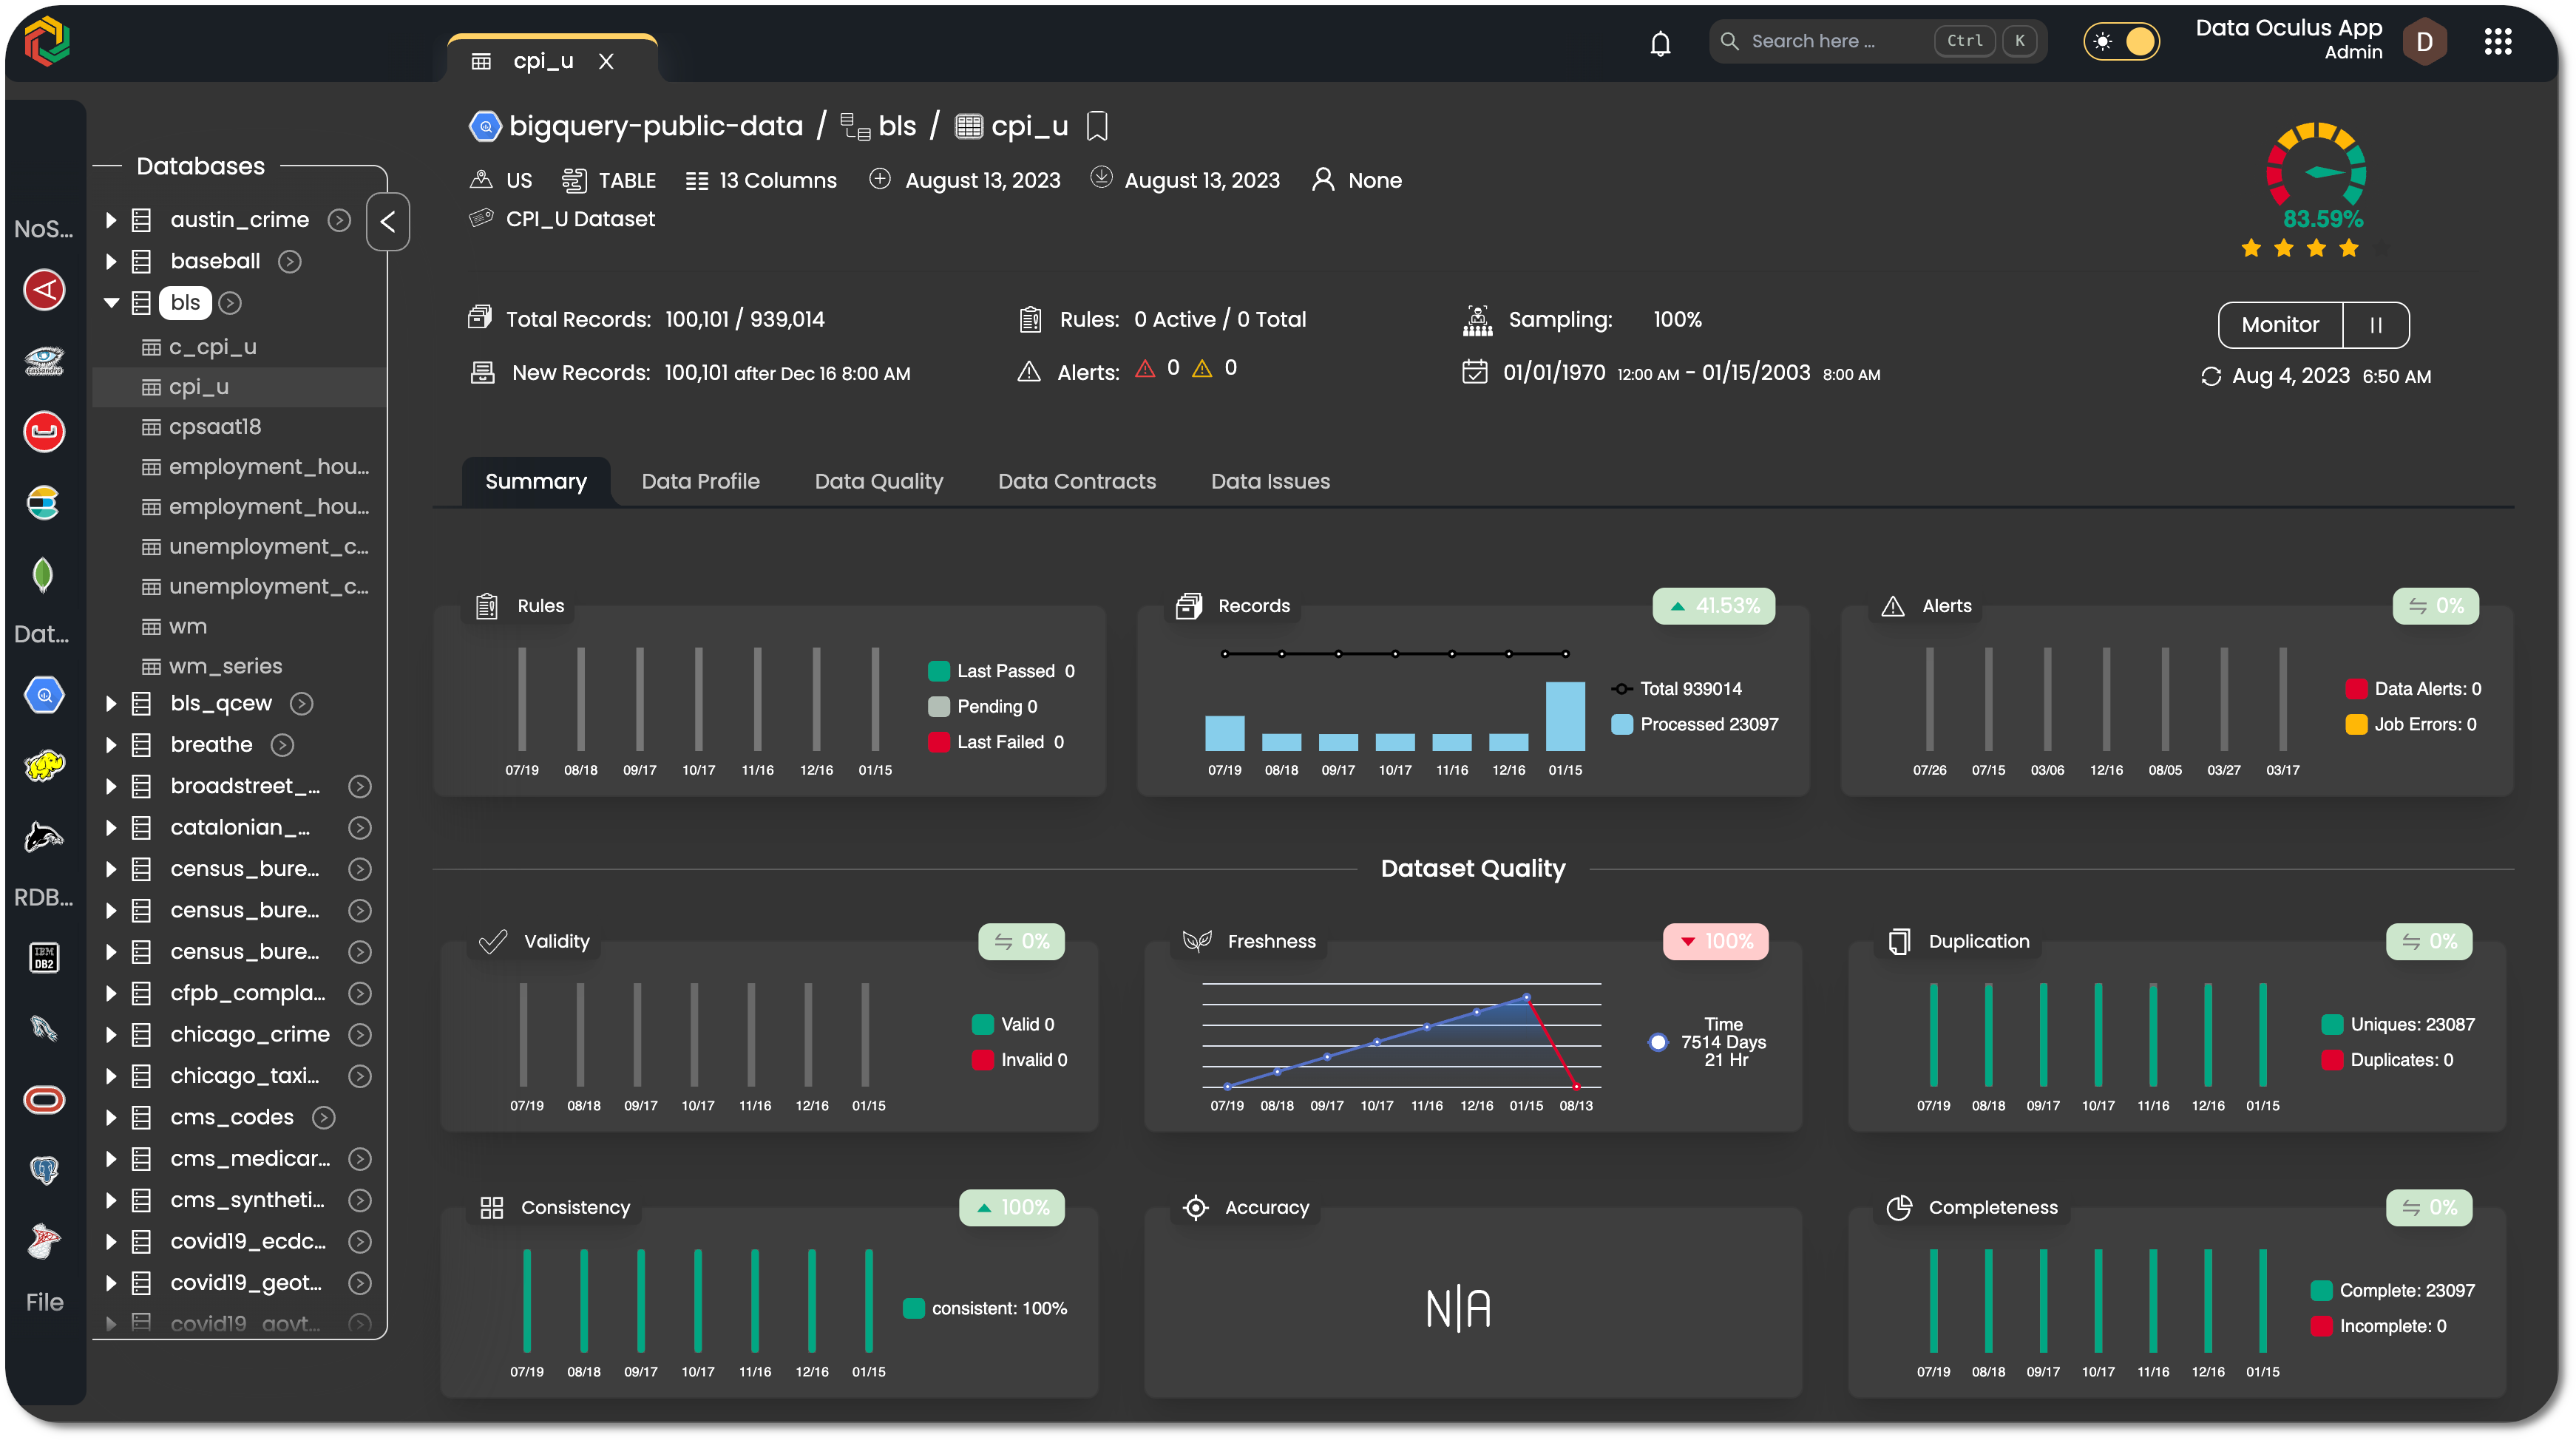 cpi_u X
Search here ... Ctrl K
Data Oculus App
Admin
D
bigquery-public-data / bls / cpi_u
US TABLE 13 Columns August 13, 2023 August 13, 2023 None
CPI_U Dataset
83.59%
Total Records: 100,101 / 939,014
New Records: 100,101 after Dec 16 8:00 AM
Rules: 0 Active / 0 Total
Alerts: 0 0
Sampling: 100%
01/01/1970 12:00 AM - 01/15/2003 8:00 AM
Monitor
Aug 4, 2023 6:50 AM
NoS...
Dat...
RDB...
IBM
DB2
File
cassandra
Databases
austin_crime
baseball
bls
c_cpi_u
cpi_u
cpsaat18
employment_hou...
employment_hou...
unemployment_c...
unemployment_c...
wm
wm_series
bls_qcew
breathe
broadstreet_...
catalonian_...
census_bure...
census_bure...
census_bure...
cfpb_compla...
chicago_crime
chicago_taxi...
cms_codes
cms_medicar...
cms_syntheti...
covid19_ecdc...
covid19_geot...
covid19_govt...
Summary Data Profile Data Quality Data Contracts Data Issues
Rules
Last Passed 0
Pending 0
Last Failed 0
07/19 08/18 09/17 10/17 11/16 12/16 01/15
Records
41.53%
Total 939014
Processed 23097
07/19 08/18 09/17 10/17 11/16 12/16 01/15
Alerts
0%
Data Alerts: 0
Job Errors: 0
07/26 07/15 03/06 12/16 08/05 03/27 03/17
Dataset Quality
Validity
0%
Valid 0
Invalid 0
07/19 08/18 09/17 10/17 11/16 12/16 01/15
Freshness
100%
Time
7514 Days
21 Hr
07/19 08/18 09/17 10/17 11/16 12/16 01/15 08/13
Duplication
0%
Uniques: 23087
Duplicates: 0
07/19 08/18 09/17 10/17 11/16 12/16 01/15
Consistency
100%
consistent: 100%
07/19 08/18 09/17 10/17 11/16 12/16 01/15
Accuracy
N|A
Completeness
0%
Complete: 23097
Incomplete: 0
07/19 08/18 09/17 10/17 11/16 12/16 01/15